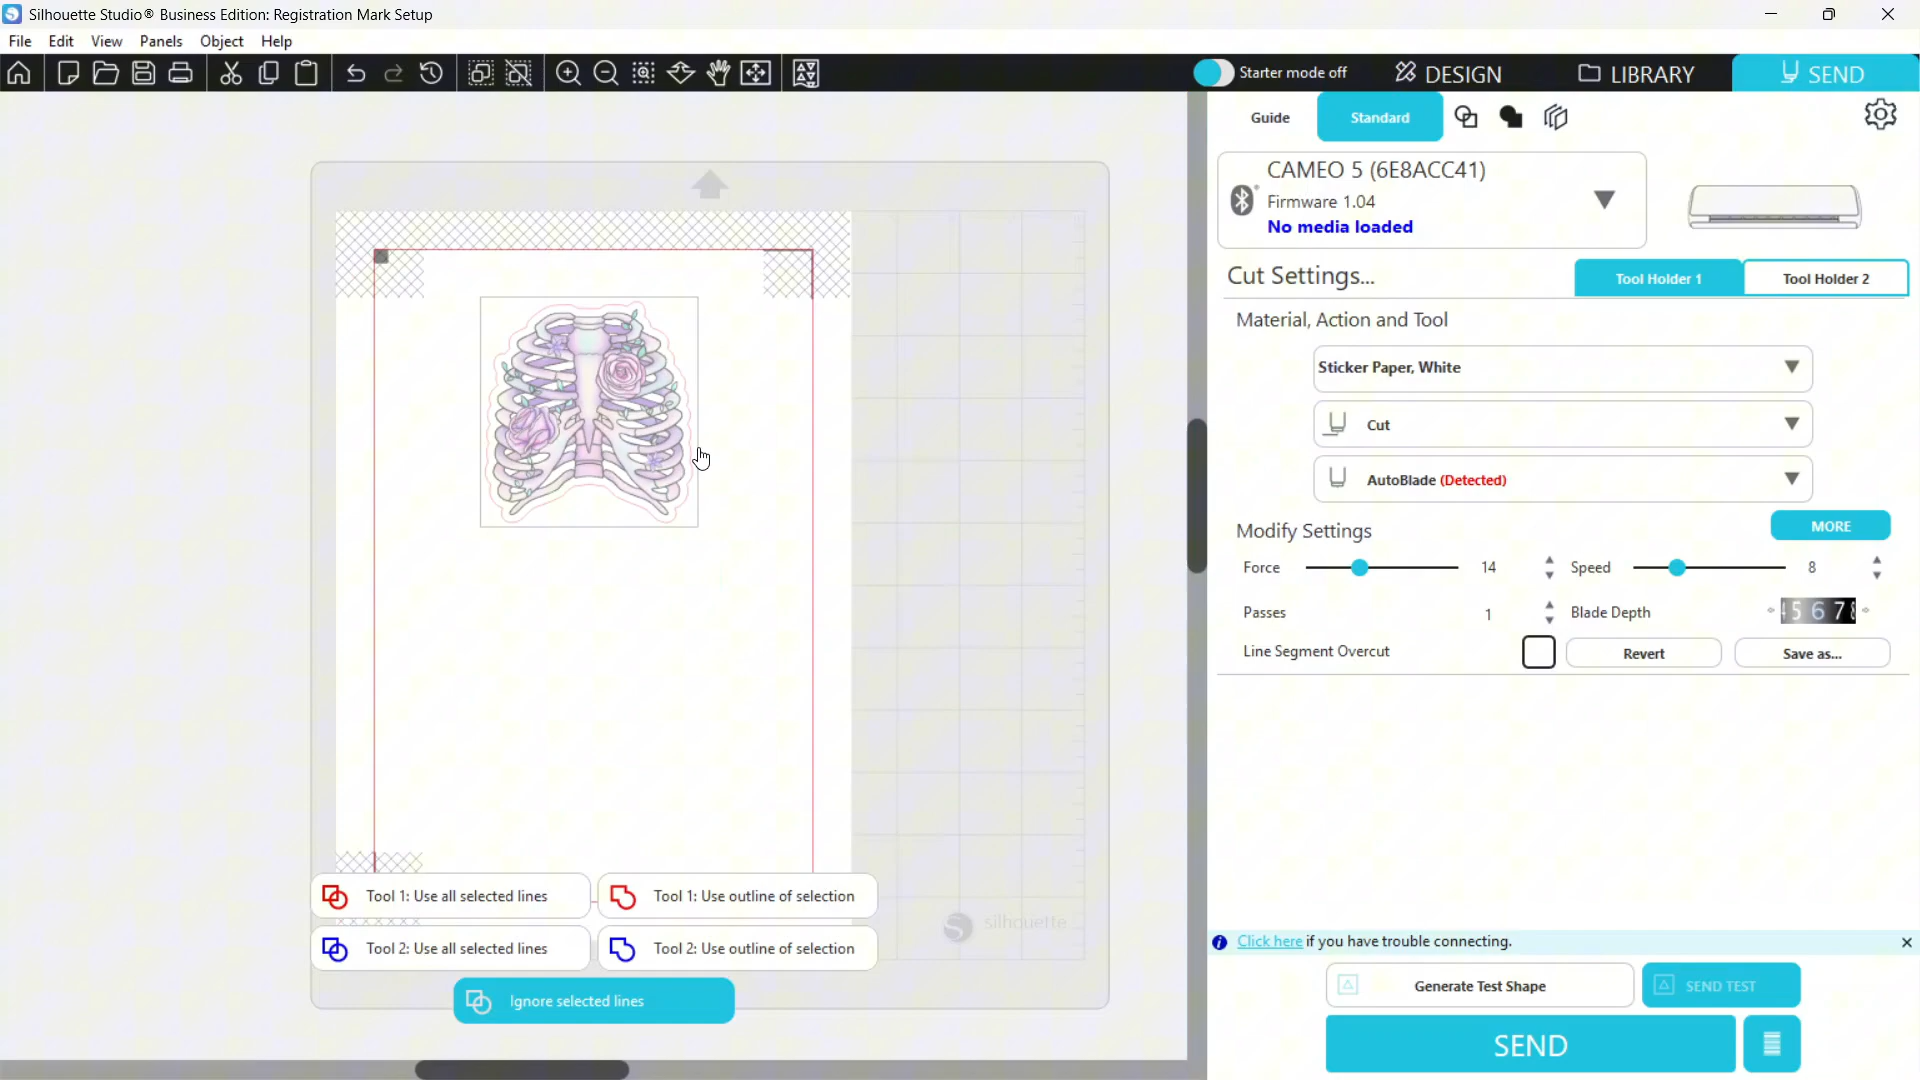 Silhouette Studio® Business Edition: Registration Mark Setup
File Edit View Panels Object Help
Starter mode off
DESIGN
LIBRARY
SEND
Guide
Standard
CAMEO 5 (6E8ACC41)
Firmware 1.04
No media loaded
Cut Settings...
Tool Holder 1
Tool Holder 2
Material, Action and Tool
Sticker Paper, White
Cut
AutoBlade (Detected)
Modify Settings
MORE
Force 14 Speed 8
Passes 1 Blade Depth 5 6 7
Line Segment Overcut
Revert
Save as...
silhouette
Tool 1: Use all selected lines
Tool 1: Use outline of selection
Tool 2: Use all selected lines
Tool 2: Use outline of selection
Ignore selected lines
Click here if you have trouble connecting.
Generate Test Shape
SEND TEST
SEND